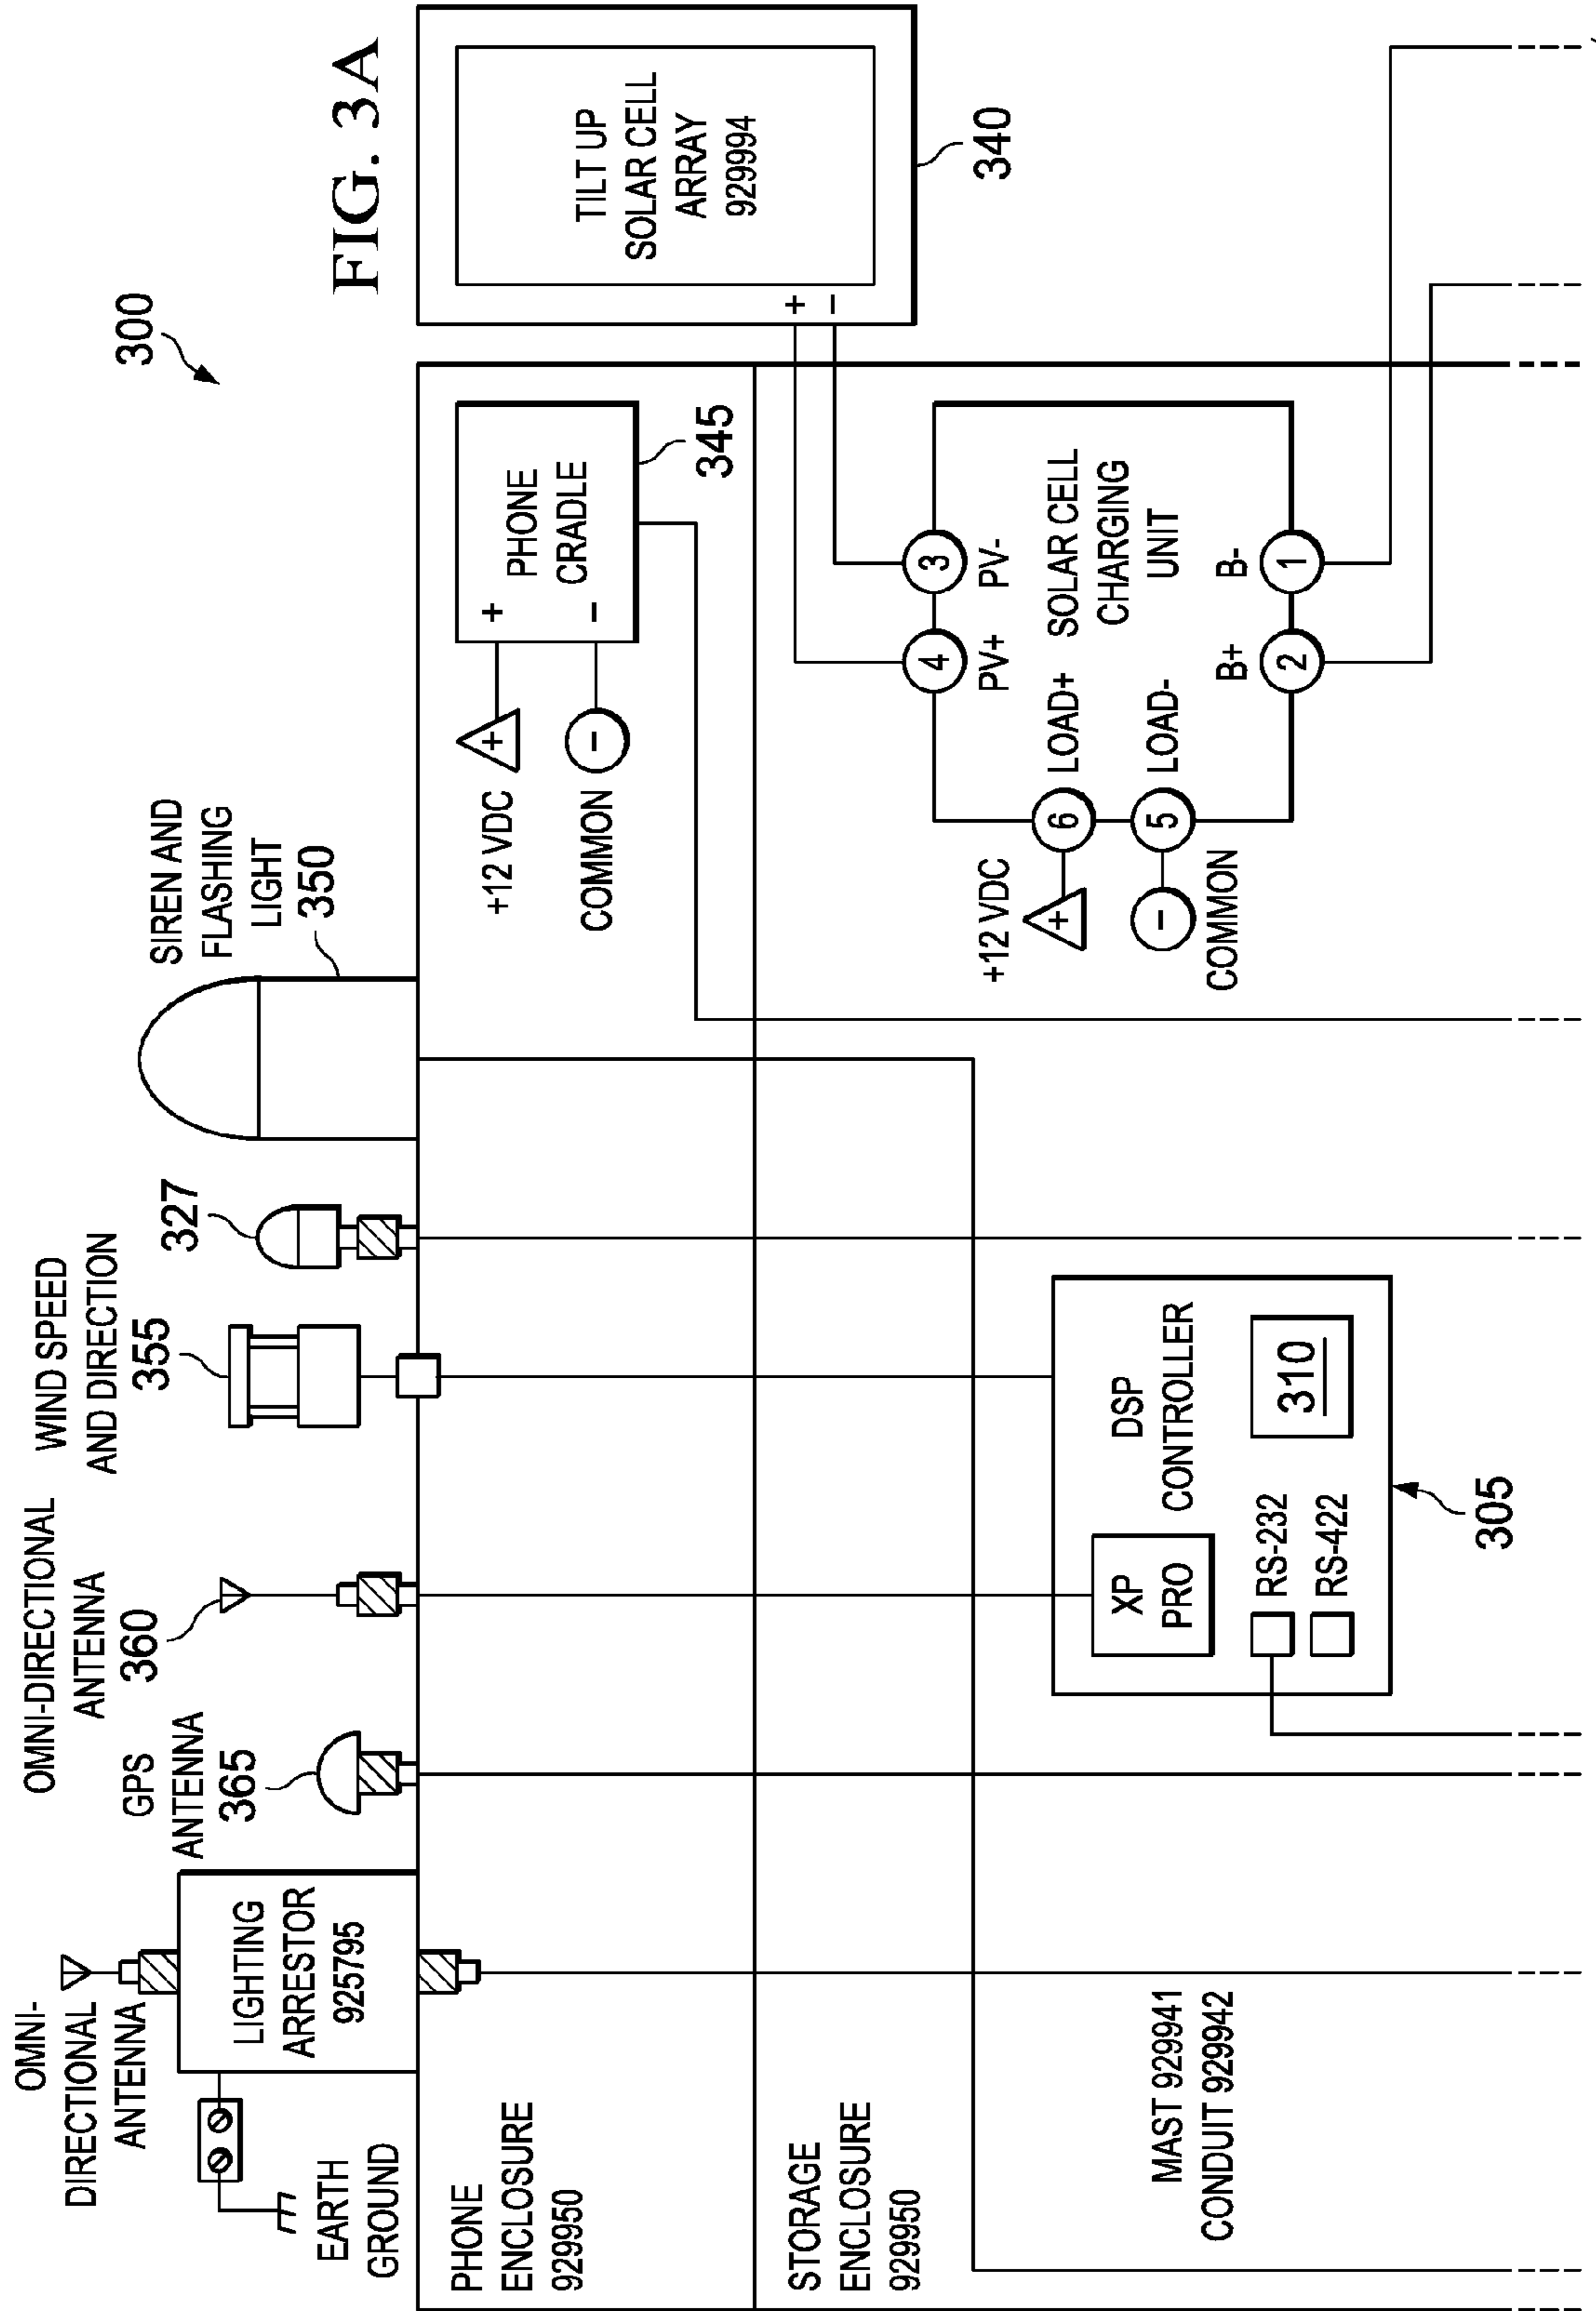 FIG. 3A
300
OMNI-
DIRECTIONAL
ANTENNA
LIGHTING
ARRESTOR
925795
EARTH
GROUND
GPS
ANTENNA
365
OMNI-DIRECTIONAL
ANTENNA
360
WIND SPEED
AND DIRECTION
355
327
SIREN AND
FLASHING
LIGHT
350
TILT UP
SOLAR CELL
ARRAY
929994
+
−
340
PHONE
ENCLOSURE
929950
+12 VDC
+
COMMON
−
+
−
PHONE
CRADLE
345
STORAGE
ENCLOSURE
929950
MAST 929941
CONDUIT 929942
XP
PRO
DSP
CONTROLLER
RS-232
RS-422
310
305
+12 VDC
+
−
COMMON
6
LOAD+
5
LOAD-
4
PV+
3
PV-
SOLAR CELL
CHARGING
UNIT
B+
2
B-
1